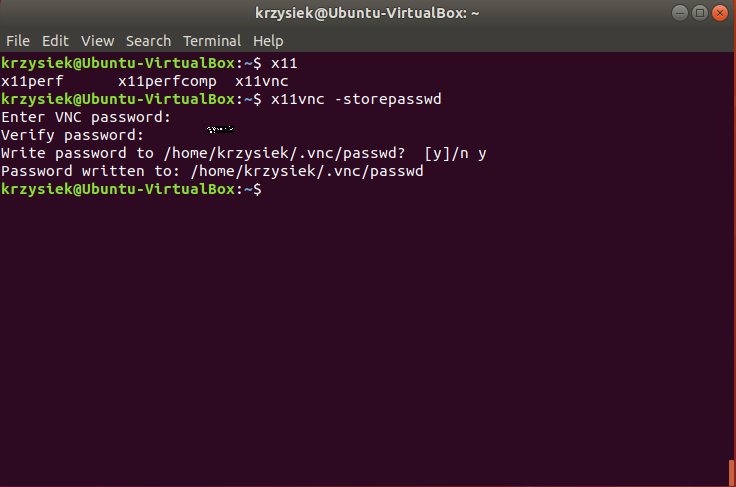 krzysiek@Ubuntu-VirtualBox: ~
File Edit View Search Terminal Help
krzysiek@Ubuntu-VirtualBox:~$ x11
x11perf      x11perfcomp  x11vnc
krzysiek@Ubuntu-VirtualBox:~$ x11vnc -storepasswd
Enter VNC password:
Verify password:
Write password to /home/krzysiek/.vnc/passwd?  [y]/n y
Password written to: /home/krzysiek/.vnc/passwd
krzysiek@Ubuntu-VirtualBox:~$